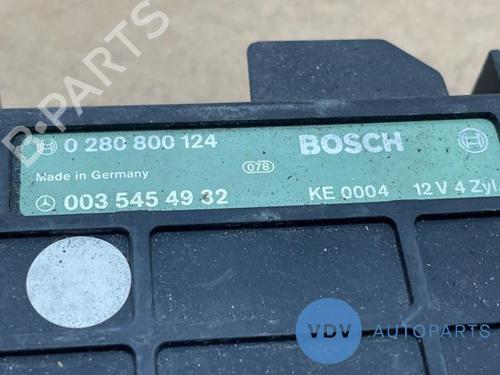 B-PARTS
0 280 800 124
BOSCH
Made in Germany
078
003 545 49 32
KE 0004 12V 4 Zyl
VDV AUTOPARTS